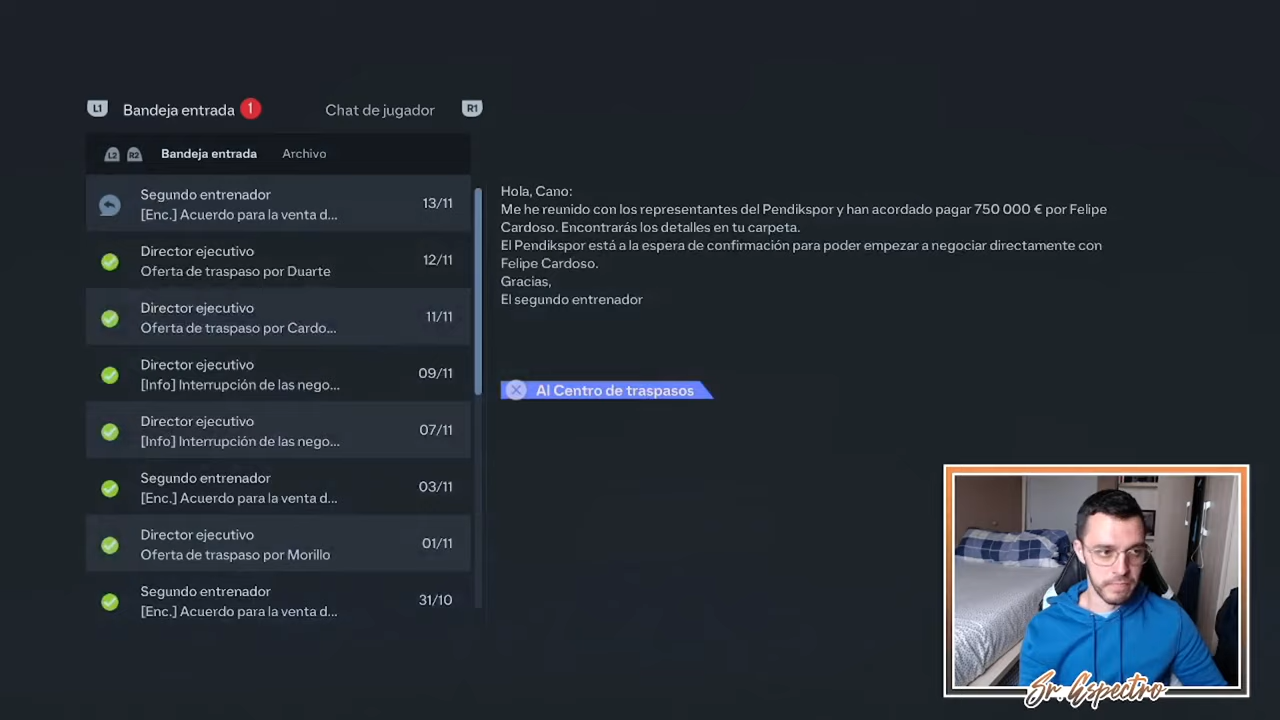 L1 Bandeja entrada 1 Chat de jugador R1
L2 R2 Bandeja entrada Archivo
Segundo entrenador
[Enc.] Acuerdo para la venta d...
13/11
Director ejecutivo
Oferta de traspaso por Duarte
12/11
Director ejecutivo
Oferta de traspaso por Cardo...
11/11
Director ejecutivo
[Info] Interrupción de las nego...
09/11
Director ejecutivo
[Info] Interrupción de las nego...
07/11
Segundo entrenador
[Enc.] Acuerdo para la venta d...
03/11
Director ejecutivo
Oferta de traspaso por Morillo
01/11
Segundo entrenador
[Enc.] Acuerdo para la venta d...
31/10
Hola, Cano:
Me he reunido con los representantes del Pendikspor y han acordado pagar 750 000 € por Felipe
Cardoso. Encontrarás los detalles en tu carpeta.
El Pendikspor está a la espera de confirmación para poder empezar a negociar directamente con
Felipe Cardoso.
Gracias,
El segundo entrenador
Al Centro de traspasos
Sr. Aspectro